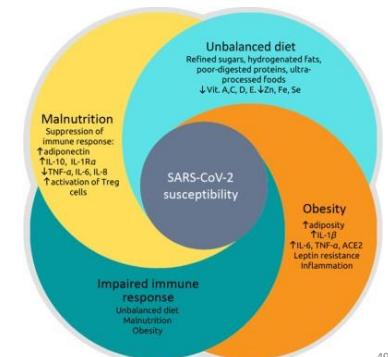 Unbalanced diet
Refined sugars, hydrogenated fats,
poor-digested proteins, ultra-
processed foods
↓Vit. A,C, D, E. ↓Zn, Fe, Se
Malnutrition
Suppression of
immune response:
↑adiponectin
↑IL-10, IL-1Rα
↓TNF-α, IL-6, IL-8
↑activation of Treg
cells
SARS-CoV-2
susceptibility
Obesity
↑adiposity
↑IL-1β
↑IL-6, TNF-α, ACE2
Leptin resistance
Inflammation
Impaired immune
response
Unbalanced diet
Malnutrition
Obesity